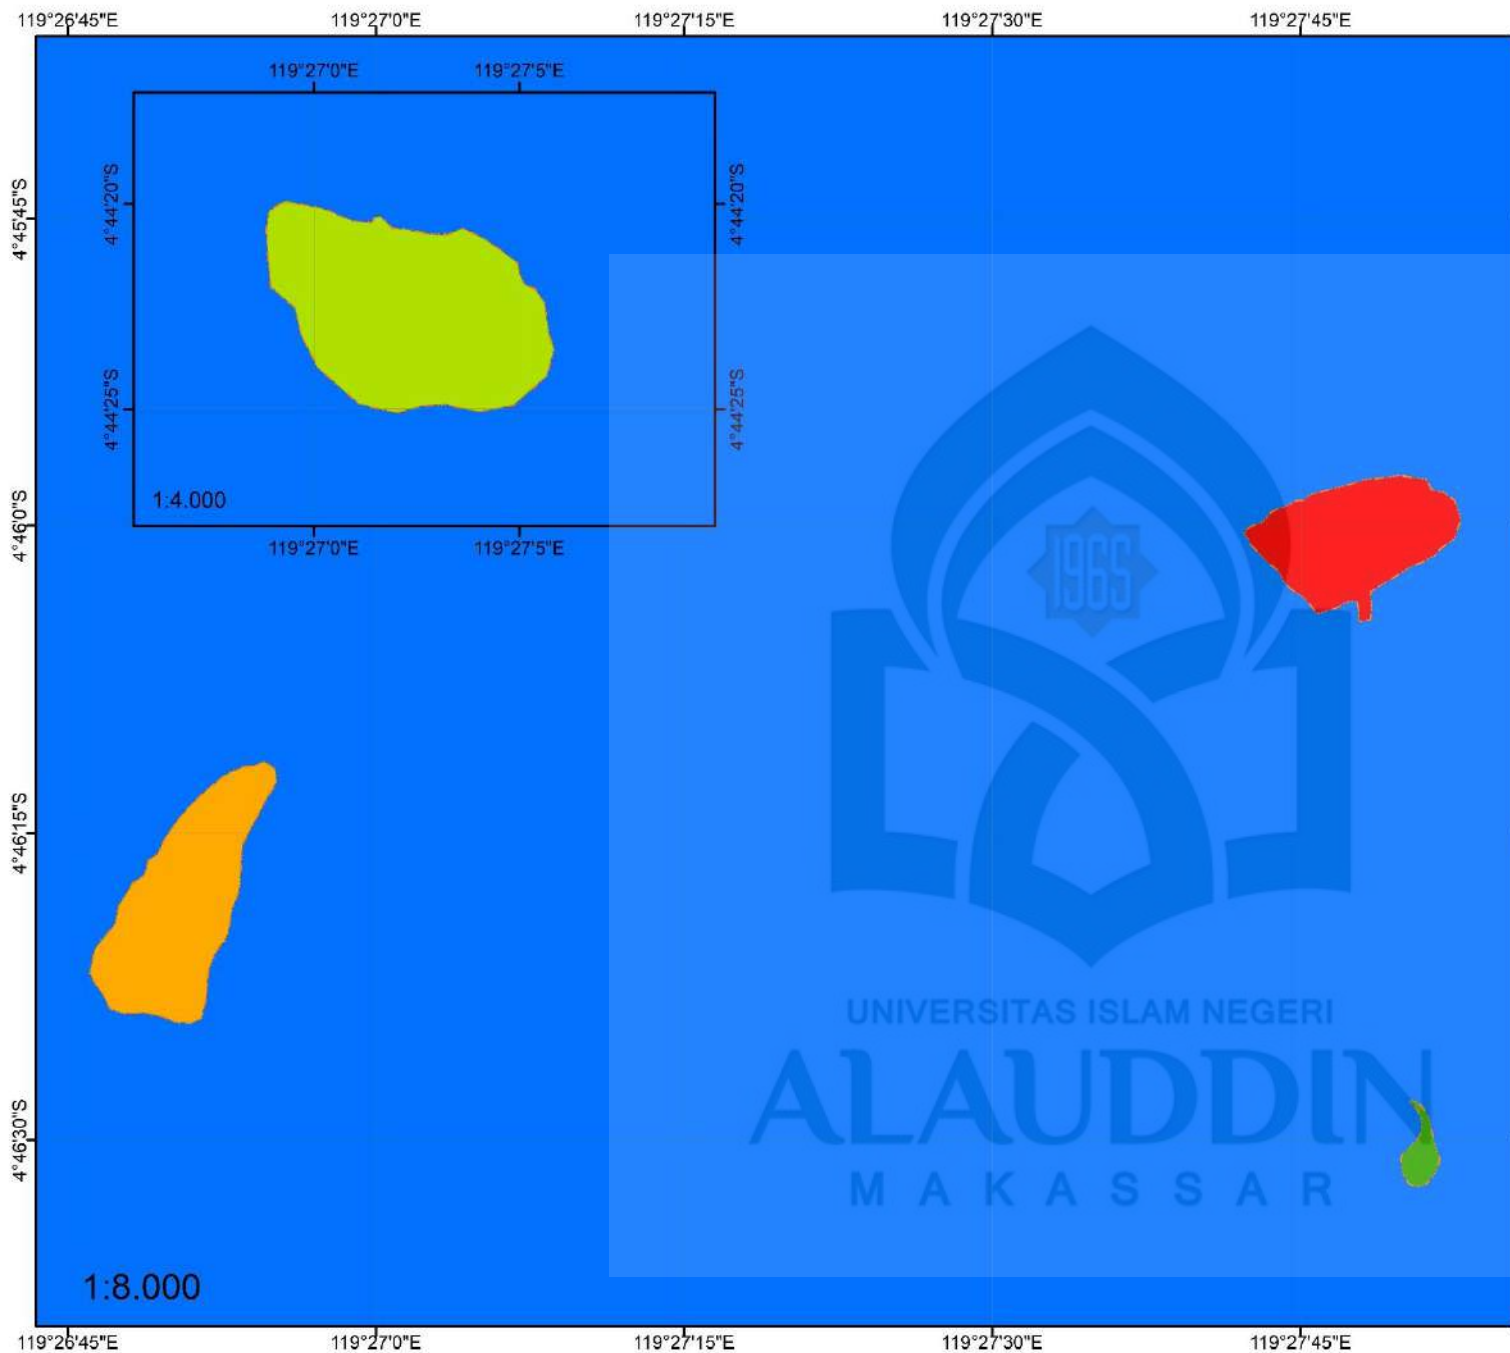 119°26'45"E 119°27'0"E 119°27'15"E 119°27'30"E 119°27'45"E
119°27'0"E 119°27'5"E
4°44'20"S 4°44'20"S
4°45'45"S
4°44'25"S 4°44'25"S
1:4.000
4°46'0"S
119°27'0"E 119°27'5"E
1965
4°46'15"S
UNIVERSITAS ISLAM NEGERI
ALAUDDIN
4°46'30"S
MAKASSAR
1:8.000
119°26'45"E 119°27'0"E 119°27'15"E 119°27'30"E 119°27'45"E